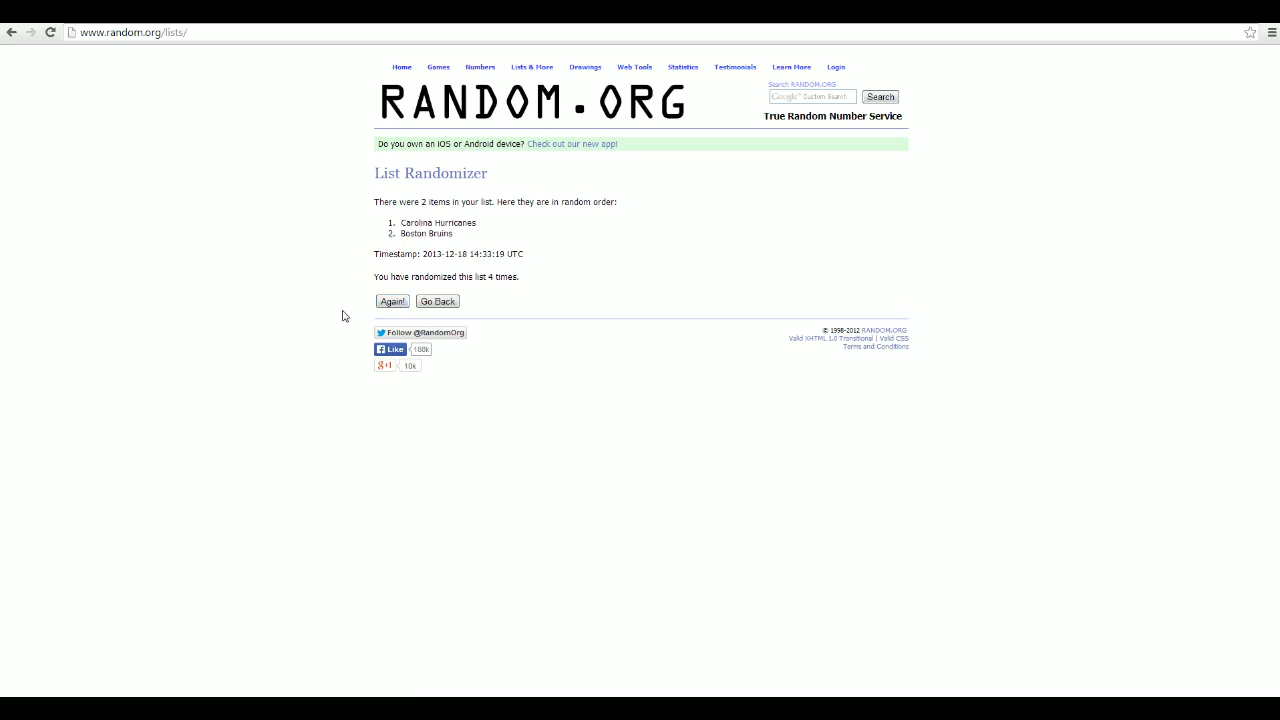 www.random.org/lists/
Home Games Numbers Lists & More Drawings Web Tools Statistics Testimonials Learn More Login
RANDOM.ORG
Search RANDOM.ORG
Google™ Custom Search Search
True Random Number Service
Do you own an iOS or Android device? Check out our new app!
List Randomizer
There were 2 items in your list. Here they are in random order:
1. Carolina Hurricanes
2. Boston Bruins
Timestamp: 2013-12-18 14:33:19 UTC
You have randomized this list 4 times.
Again! Go Back
Follow @RandomOrg
Like 188k
g+1 10k
© 1998-2012 RANDOM.ORG
Valid XHTML 1.0 Transitional | Valid CSS
Terms and Conditions